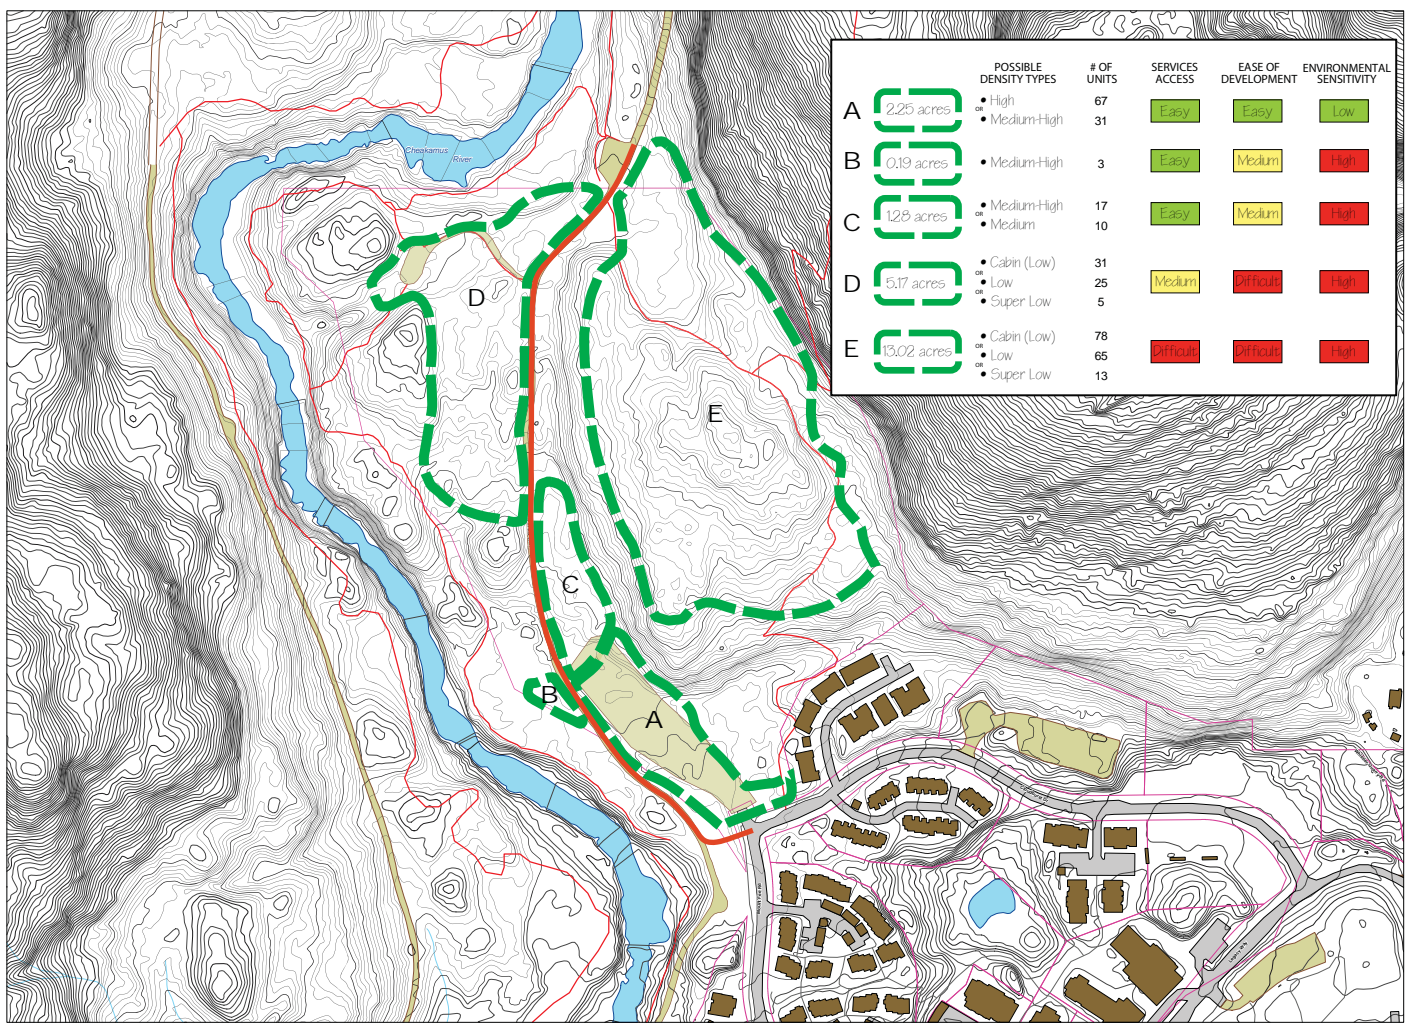 POSSIBLE DENSITY TYPES
# OF UNITS
SERVICES ACCESS
EASE OF DEVELOPMENT
ENVIRONMENTAL SENSITIVITY
A
2.25 acres
• High
67
OR
• Medium-High
31
Easy
Easy
Low
B
0.19 acres
• Medium-High
3
Easy
Medium
High
C
1.28 acres
• Medium-High
17
OR
• Medium
10
Easy
Medium
High
D
5.17 acres
• Cabin (Low)
31
OR
• Low
25
OR
• Super Low
5
Medium
Difficult
High
E
13.02 acres
• Cabin (Low)
78
OR
• Low
65
OR
• Super Low
13
Difficult
Difficult
High
Cheakamus
River
D
E
C
B
A